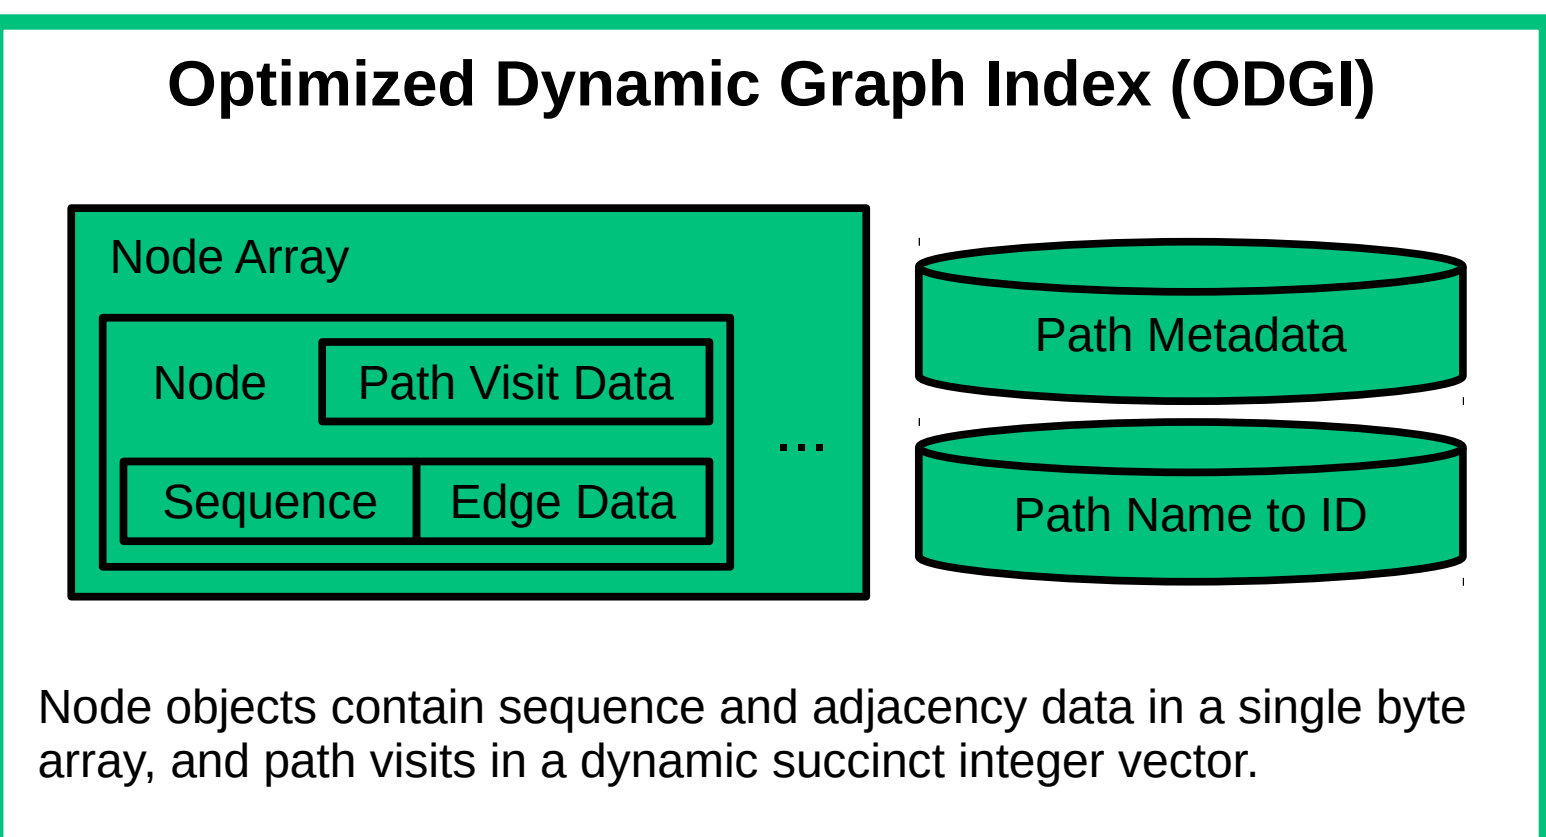 Optimized Dynamic Graph Index (ODGI)
Node Array
Node
Path Visit Data
Sequence
Edge Data
...
Path Metadata
Path Name to ID
Node objects contain sequence and adjacency data in a single byte
array, and path visits in a dynamic succinct integer vector.